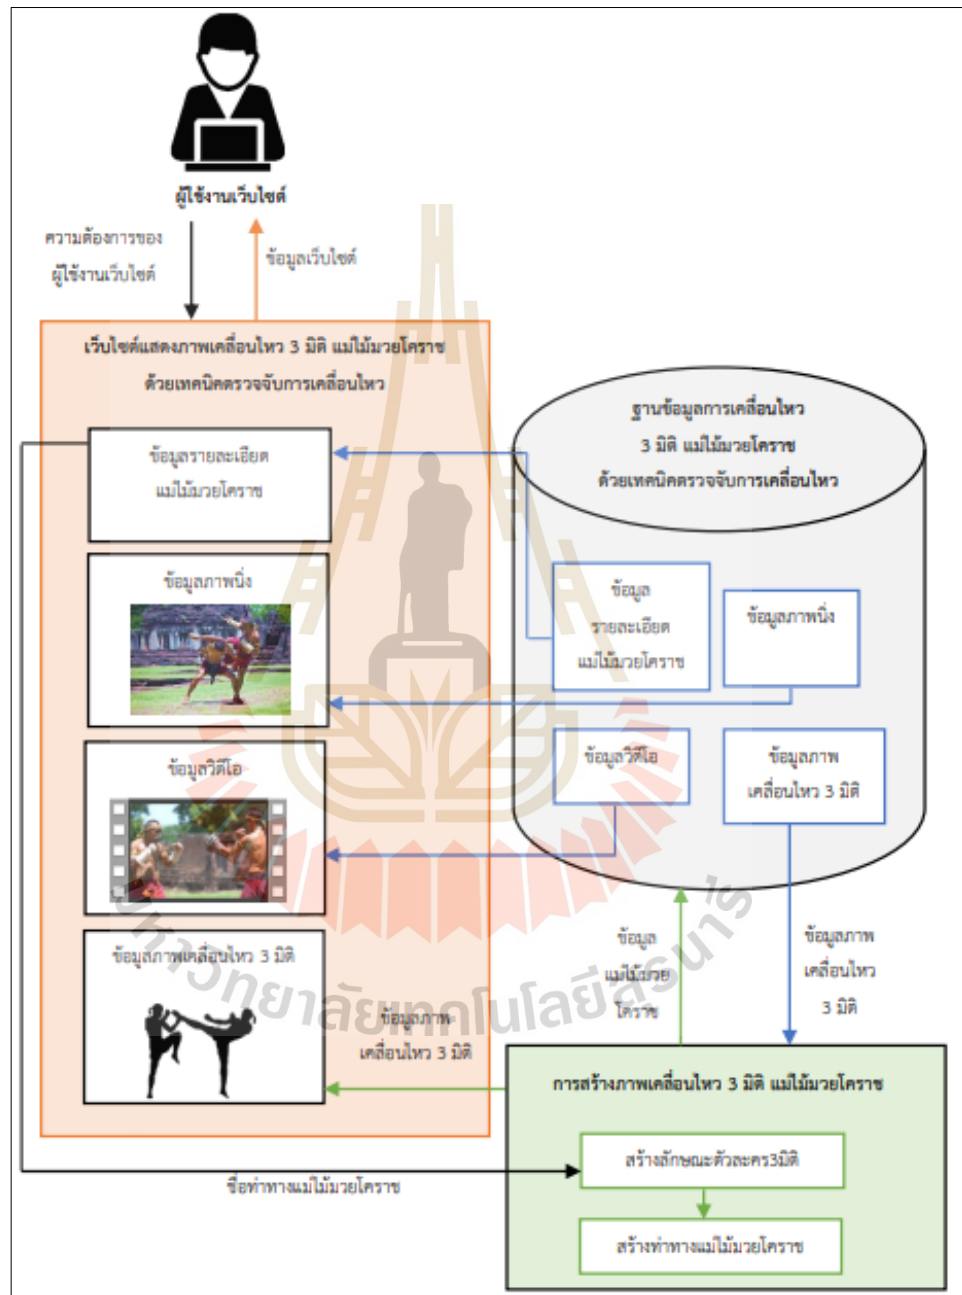 ผู้ใช้งานเว็บไซต์
ความต้องการของ
ผู้ใช้งานเว็บไซต์
ข้อมูลเว็บไซต์
เว็บไซต์แสดงภาพเคลื่อนไหว 3 มิติ แม่ไม้มวยโคราช
ด้วยเทคนิคตรวจจับการเคลื่อนไหว
ข้อมูลรายละเอียด
แม่ไม้มวยโคราช
ข้อมูลภาพนิ่ง
ข้อมูลวิดีโอ
ข้อมูลภาพเคลื่อนไหว 3 มิติ
ฐานข้อมูลการเคลื่อนไหว
3 มิติ แม่ไม้มวยโคราช
ด้วยเทคนิคตรวจจับการเคลื่อนไหว
ข้อมูล
รายละเอียด
แม่ไม้มวยโคราช
ข้อมูลภาพนิ่ง
ข้อมูลวิดีโอ
ข้อมูลภาพ
เคลื่อนไหว 3 มิติ
ข้อมูล
แม่ไม้มวย
โคราช
ข้อมูลภาพ
เคลื่อนไหว
3 มิติ
ข้อมูลภาพ
เคลื่อนไหว 3 มิติ
การสร้างภาพเคลื่อนไหว 3 มิติ แม่ไม้มวยโคราช
สร้างลักษณะตัวละคร3มิติ
สร้างท่าทางแม่ไม้มวยโคราช
ชื่อท่าทางแม่ไม้มวยโคราช
มหาวิทยาลัยเทคโนโลยีสุรนารี